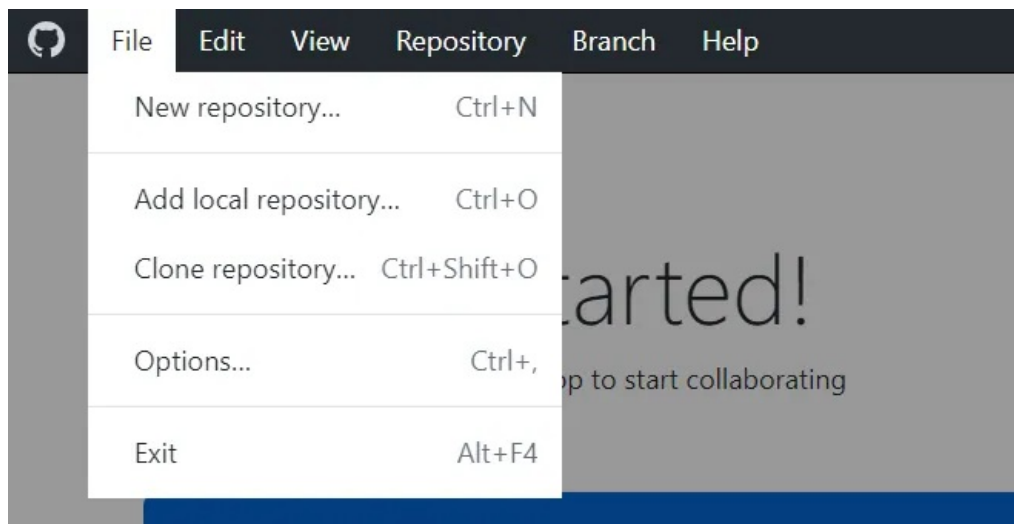 File Edit View Repository Branch Help
New repository... Ctrl+N
Add local repository... Ctrl+O
Clone repository... Ctrl+Shift+O
Options... Ctrl+,
Exit Alt+F4
arted!
to start collaborating